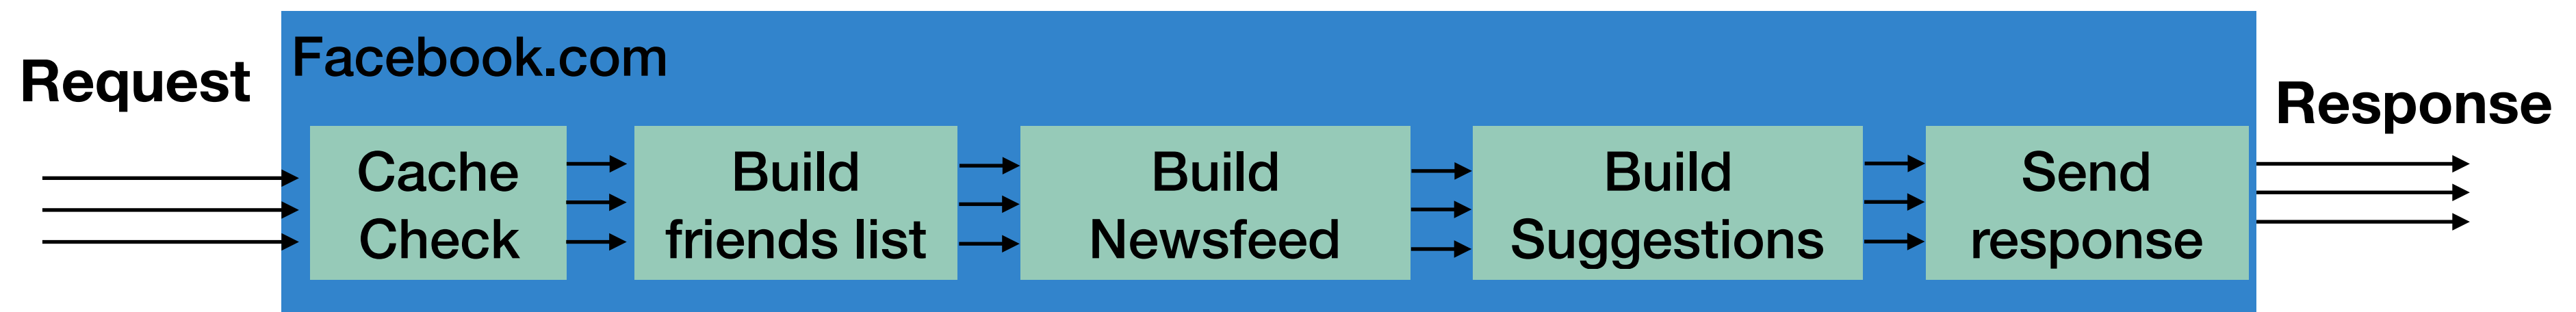 Facebook.com
Request
Cache
Check
Build
friends list
Build
Newsfeed
Build
Suggestions
Send
response
Response